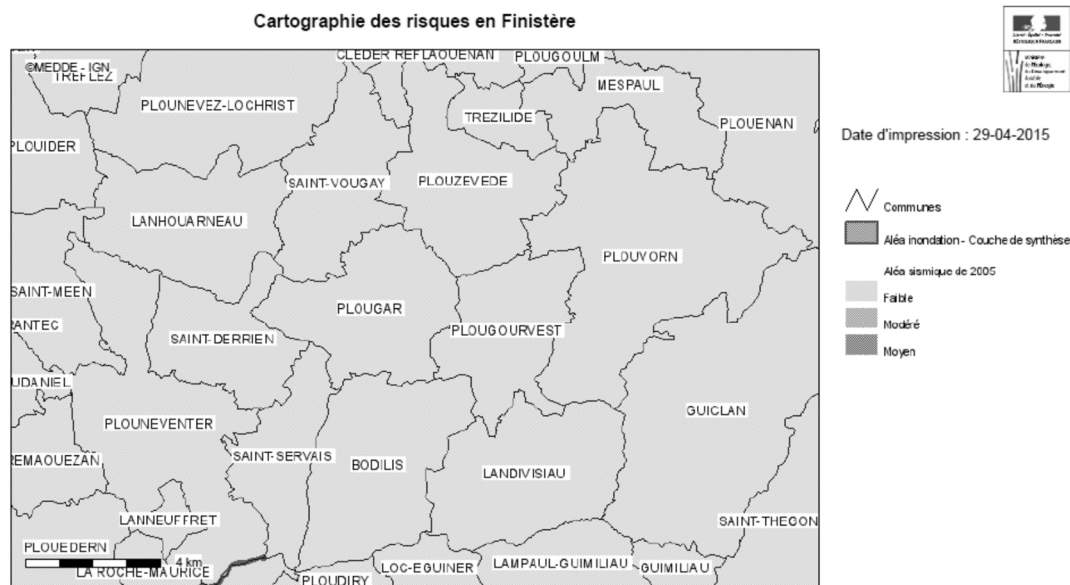 Cartographie des risques en Finistère
©MEDDE - IGN
TREFLEZ
CLEDER
REFLAOUENAN
PLOUGOULM
MESPAUL
PLOUNEVEZ-LOCHRIST
TREZILIDE
PLOUENAN
PLOUIDER
SAINT-VOUGAY
PLOUZEVEDE
LANHOUARNEAU
PLOUVORN
SAINT-MEEN
PLOUGAR
RANTEC
SAINT-DERRIEN
PLOUGOURVEST
UDANIEL
GUICLAN
PLOUNEVENTER
REMAOUEZAN
SAINT-SERVAIS
BODILIS
LANDIVISIAU
LANNEUFFRET
SAINT-THEGON
PLOUEDERN
4 km
LA ROCHE-MAURICE
PLOUDIRY
LOC-EGUINER
LAMPAUL-GUIMILIAU
GUIMILIAU
Date d'impression : 29-04-2015
Communes
Aléa inondation - Couche de synthèse
Aléa sismique de 2005
Faible
Modéré
Moyen